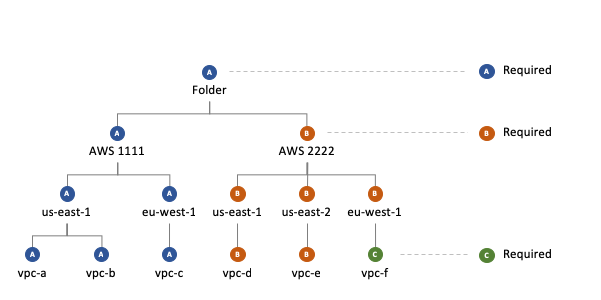 A A Required
Folder
A B B Required
AWS 1111 AWS 2222
A A B B B
us-east-1 eu-west-1 us-east-1 us-east-2 eu-west-1
A A A B B C C Required
vpc-a vpc-b vpc-c vpc-d vpc-e vpc-f